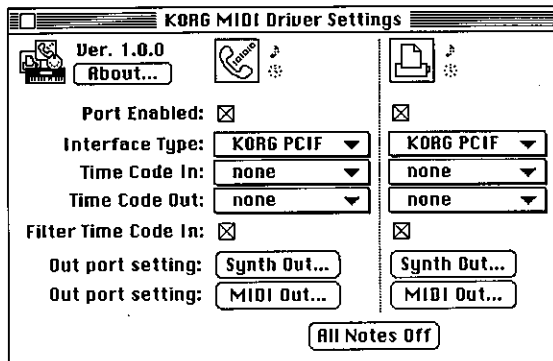 KORG MIDI Driver Settings
Ver. 1.0.0
About...
Port Enabled:
Interface Type: KORG PCIF KORG PCIF
Time Code In: none none
Time Code Out: none none
Filter Time Code In:
Out port setting: Synth Out... Synth Out...
Out port setting: MIDI Out... MIDI Out...
All Notes Off